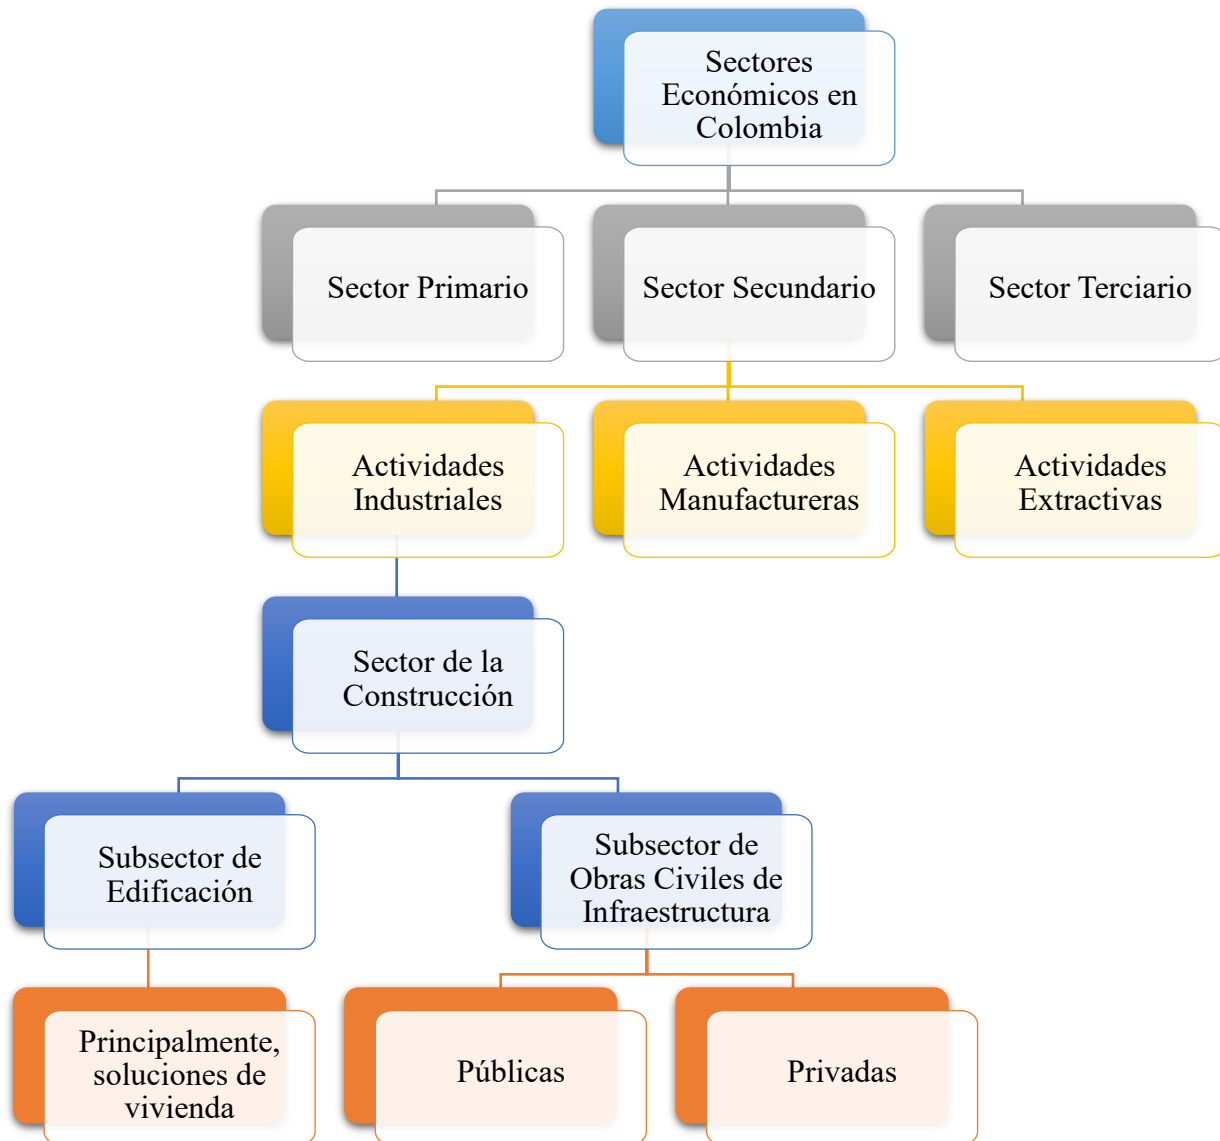 Sectores
Económicos en
Colombia
Sector Primario
Sector Secundario
Sector Terciario
Actividades
Industriales
Actividades
Manufactureras
Actividades
Extractivas
Sector de la
Construcción
Subsector de
Edificación
Subsector de
Obras Civiles de
Infraestructura
Principalmente,
soluciones de
vivienda
Públicas
Privadas